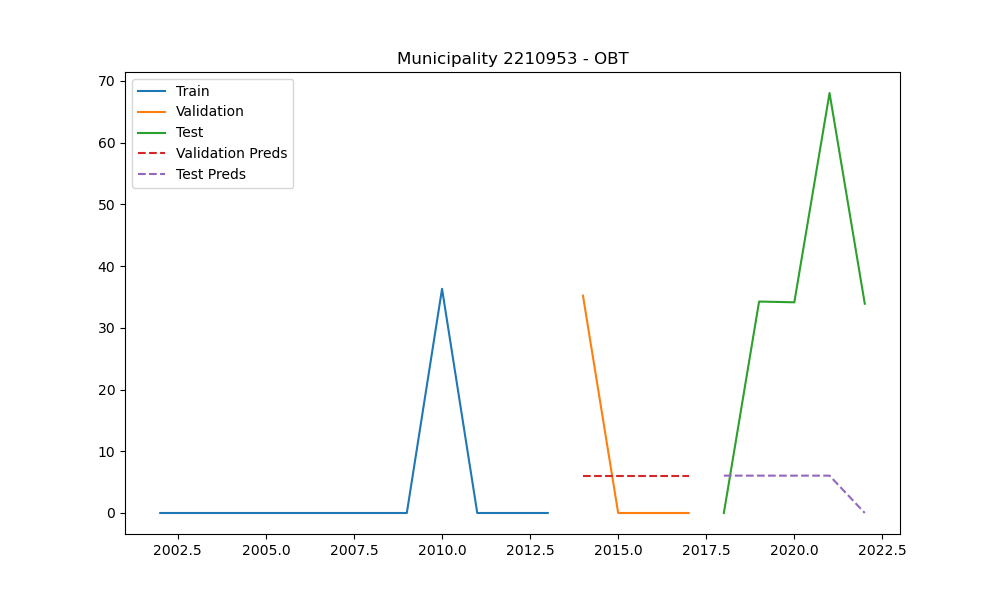 Municipality 2210953 - OBT
Train
Validation
Test
Validation Preds
Test Preds
70
60
50
40
30
20
10
0
2002.5 2005.0 2007.5 2010.0 2012.5 2015.0 2017.5 2020.0 2022.5